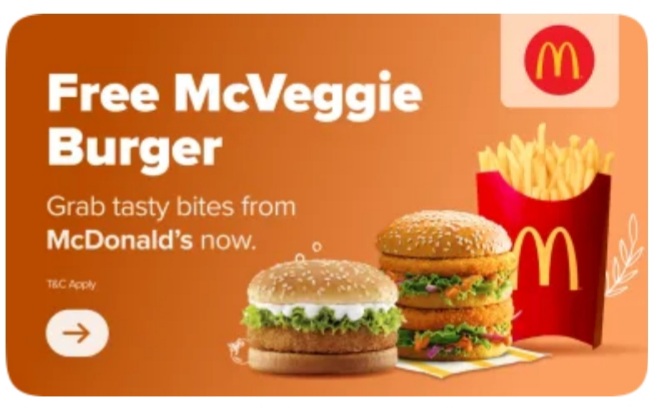 Free McVeggie
Burger
Grab tasty bites from
McDonald's now.
T&C Apply